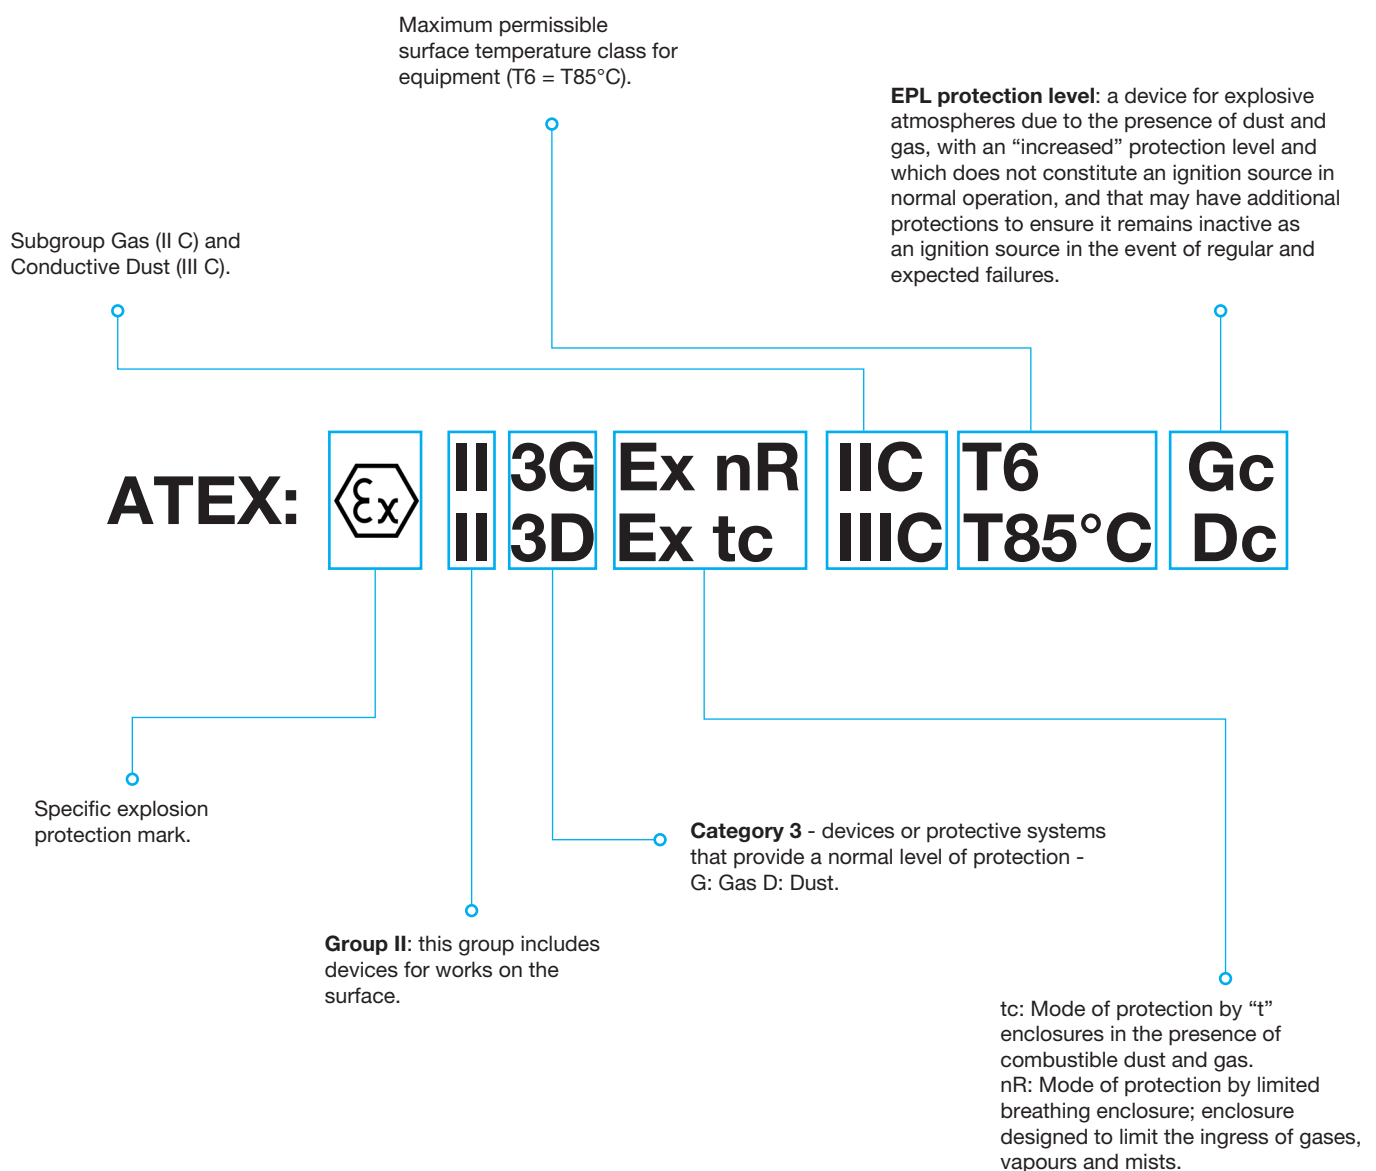 Maximum permissible
surface temperature class for
equipment (T6 = T85°C).
EPL protection level: a device for explosive
atmospheres due to the presence of dust and
gas, with an “increased” protection level and
which does not constitute an ignition source in
normal operation, and that may have additional
protections to ensure it remains inactive as
an ignition source in the event of regular and
expected failures.
Subgroup Gas (II C) and
Conductive Dust (III C).
ATEX: Ex II 3G Ex nR IIC T6 Gc
II 3D Ex tc IIIC T85°C Dc
Specific explosion
protection mark.
Category 3 - devices or protective systems
that provide a normal level of protection -
G: Gas D: Dust.
Group II: this group includes
devices for works on the
surface.
tc: Mode of protection by “t”
enclosures in the presence of
combustible dust and gas.
nR: Mode of protection by limited
breathing enclosure; enclosure
designed to limit the ingress of gases,
vapours and mists.